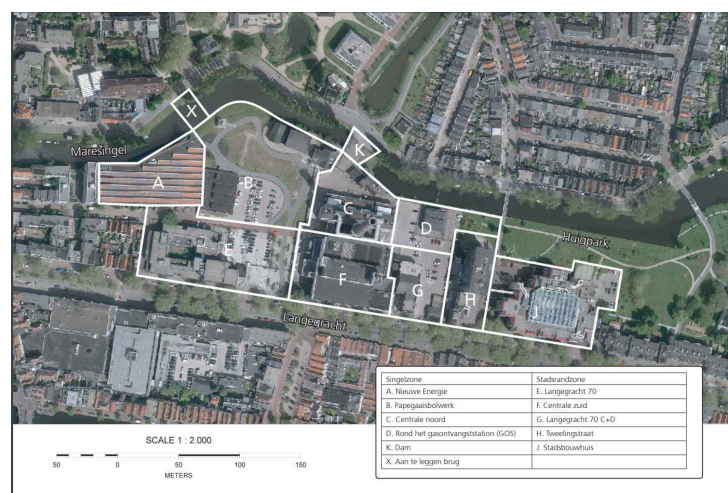 X
Maresingel
K
A
B
C
D
E
Huigpark
F
G
H
J
Langegracht
Singelzone Stadsrandzone
A. Nieuwe Energie E. Langegracht 70
B. Papegaaisbolwerk F. Centrale zuid
C. Centrale noord G. Langegracht 70 C+D
D. Rond het gasontvangststation (GOS) H. Tweelingstraat
K. Dam J. Stadsbouwhuis
X. Aan te leggen brug
SCALE 1 : 2.000
50 0 50 100 150
METERS